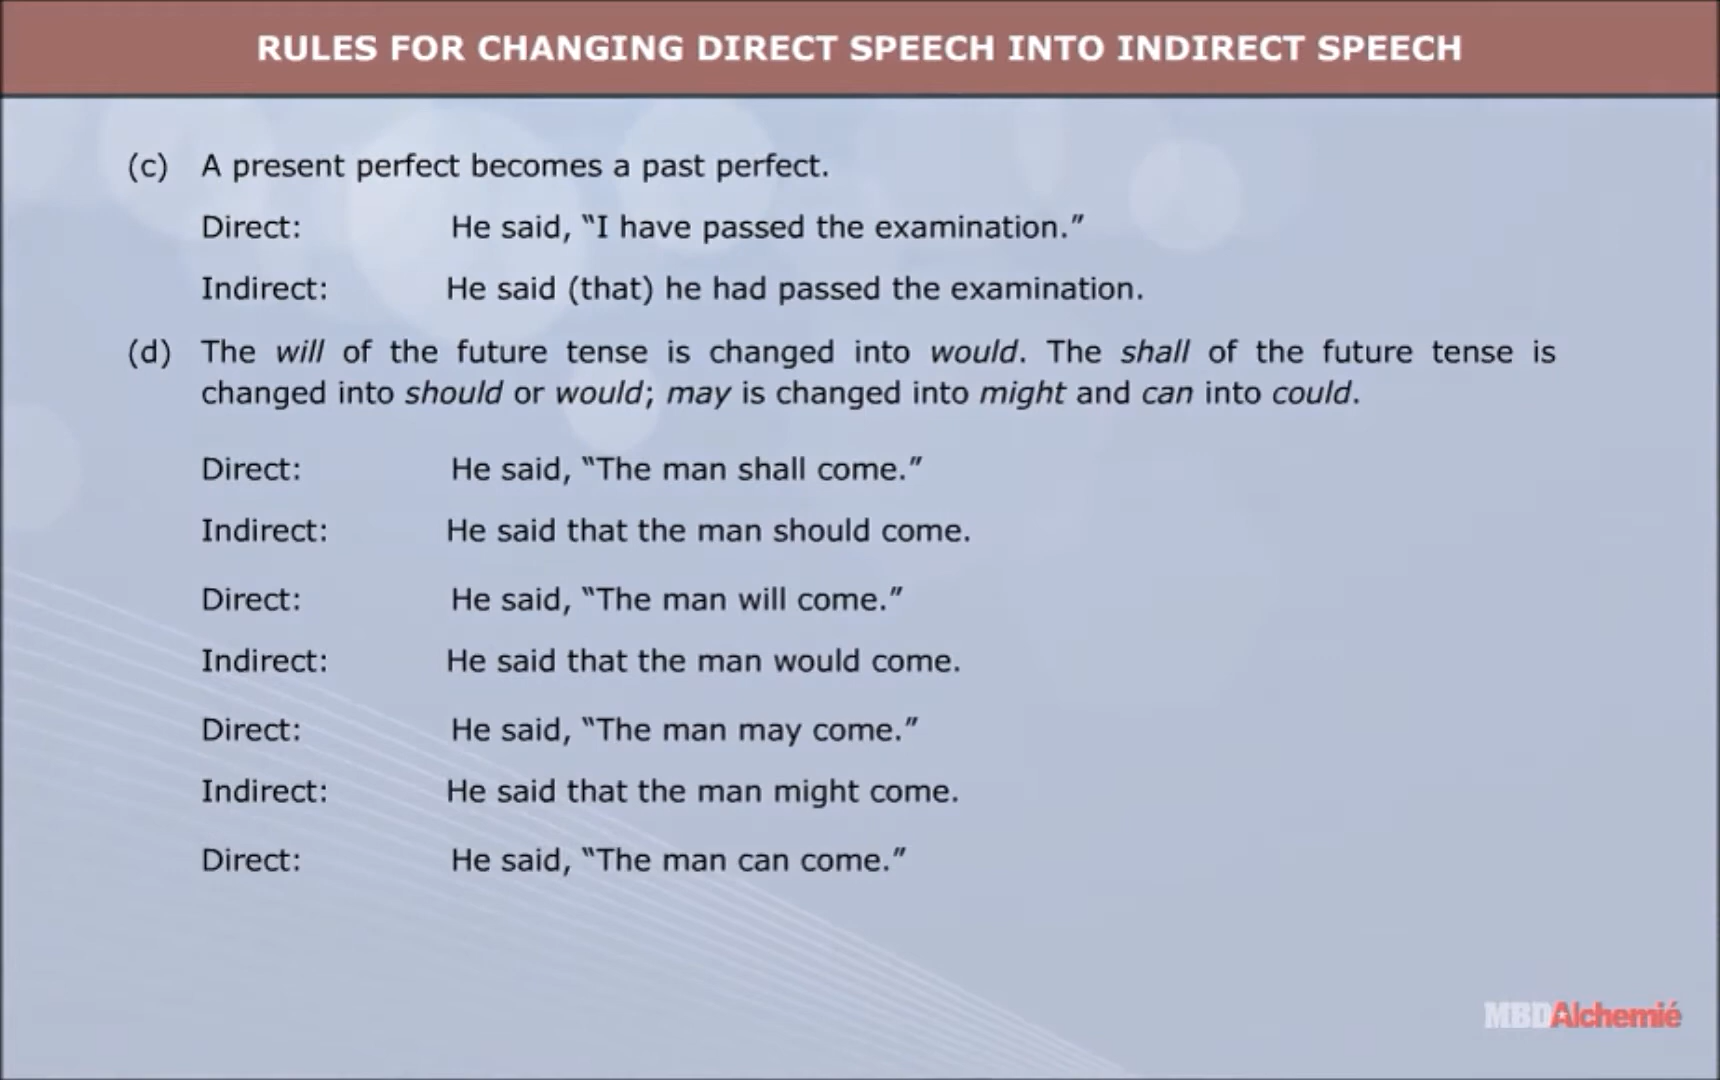 RULES FOR CHANGING DIRECT SPEECH INTO INDIRECT SPEECH
(c) A present perfect becomes a past perfect.
Direct: He said, “I have passed the examination.”
Indirect: He said (that) he had passed the examination.
(d) The will of the future tense is changed into would. The shall of the future tense is
changed into should or would; may is changed into might and can into could.
Direct: He said, “The man shall come.”
Indirect: He said that the man should come.
Direct: He said, “The man will come.”
Indirect: He said that the man would come.
Direct: He said, “The man may come.”
Indirect: He said that the man might come.
Direct: He said, “The man can come.”
MBDAlchemié